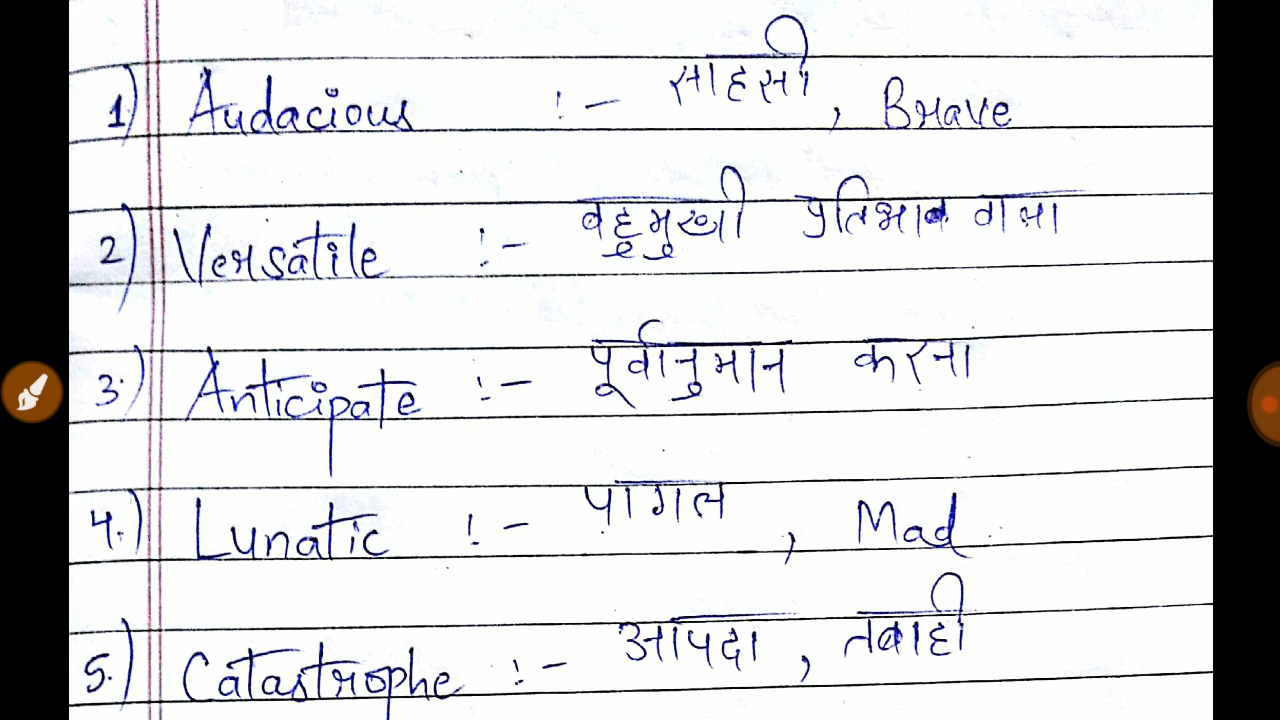 1) Audacious :- साहसी, Brave
2) Versatile :- बहुमुखी प्रतिभाव वाला
3.) Anticipate :- पूर्वानुमान करना
4.) Lunatic :- पागल, Mad
5.) Catastrophe :- आपदा, तबाही